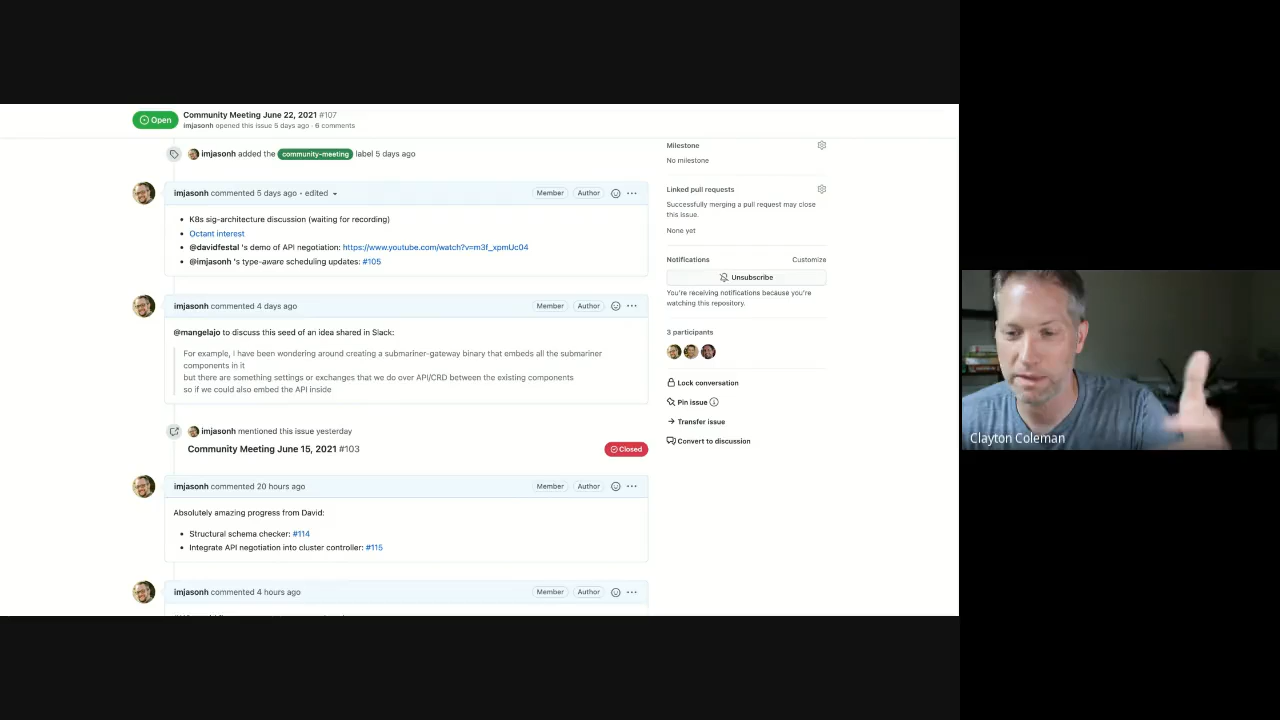 Open
Community Meeting June 22, 2021 #107
imjasonh opened this issue 5 days ago · 6 comments
imjasonh added the community-meeting label 5 days ago
imjasonh commented 5 days ago • edited
Member
Author
K8s sig-architecture discussion (waiting for recording)
Octant interest
@davidfestal 's demo of API negotiation: https://www.youtube.com/watch?v=m3f_xpmUc04
@imjasonh 's type-aware scheduling updates: #105
imjasonh commented 4 days ago
Member
Author
@mangelajo to discuss this seed of an idea shared in Slack:
For example, I have been wondering around creating a submariner-gateway binary that embeds all the submariner
components in it
but there are something settings or exchanges that we do over API/CRD between the existing components
so if we could also embed the API inside
imjasonh mentioned this issue yesterday
Community Meeting June 15, 2021 #103
Closed
imjasonh commented 20 hours ago
Member
Author
Absolutely amazing progress from David:
Structural schema checker: #114
Integrate API negotiation into cluster controller: #115
imjasonh commented 4 hours ago
Member
Author
Milestone
No milestone
Linked pull requests
Successfully merging a pull request may close
this issue.
None yet
Notifications
Customize
Unsubscribe
You're receiving notifications because you're
watching this repository.
3 participants
Lock conversation
Pin issue
Transfer issue
Convert to discussion
Clayton Coleman